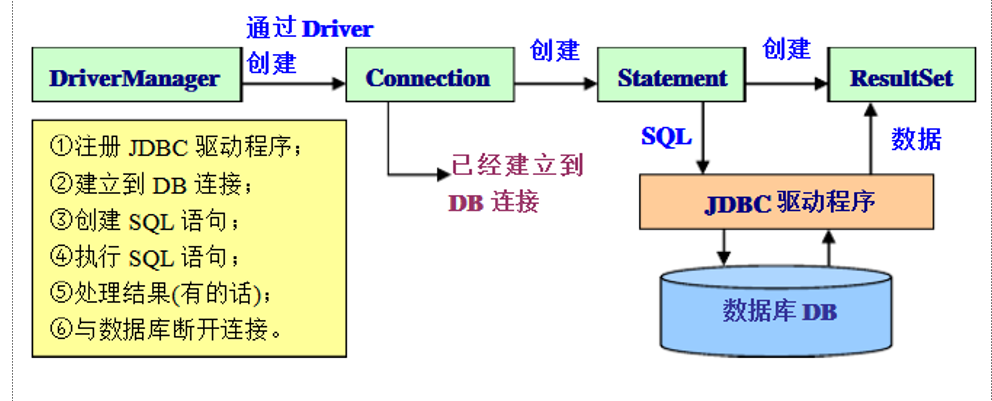 通过 Driver
创建
创建
创建
DriverManager
Connection
Statement
ResultSet
①注册 JDBC 驱动程序；
②建立到 DB 连接；
③创建 SQL 语句；
④执行 SQL 语句；
⑤处理结果(有的话)；
⑥与数据库断开连接。
已经建立到
DB 连接
SQL
数据
JDBC 驱动程序
数据库 DB